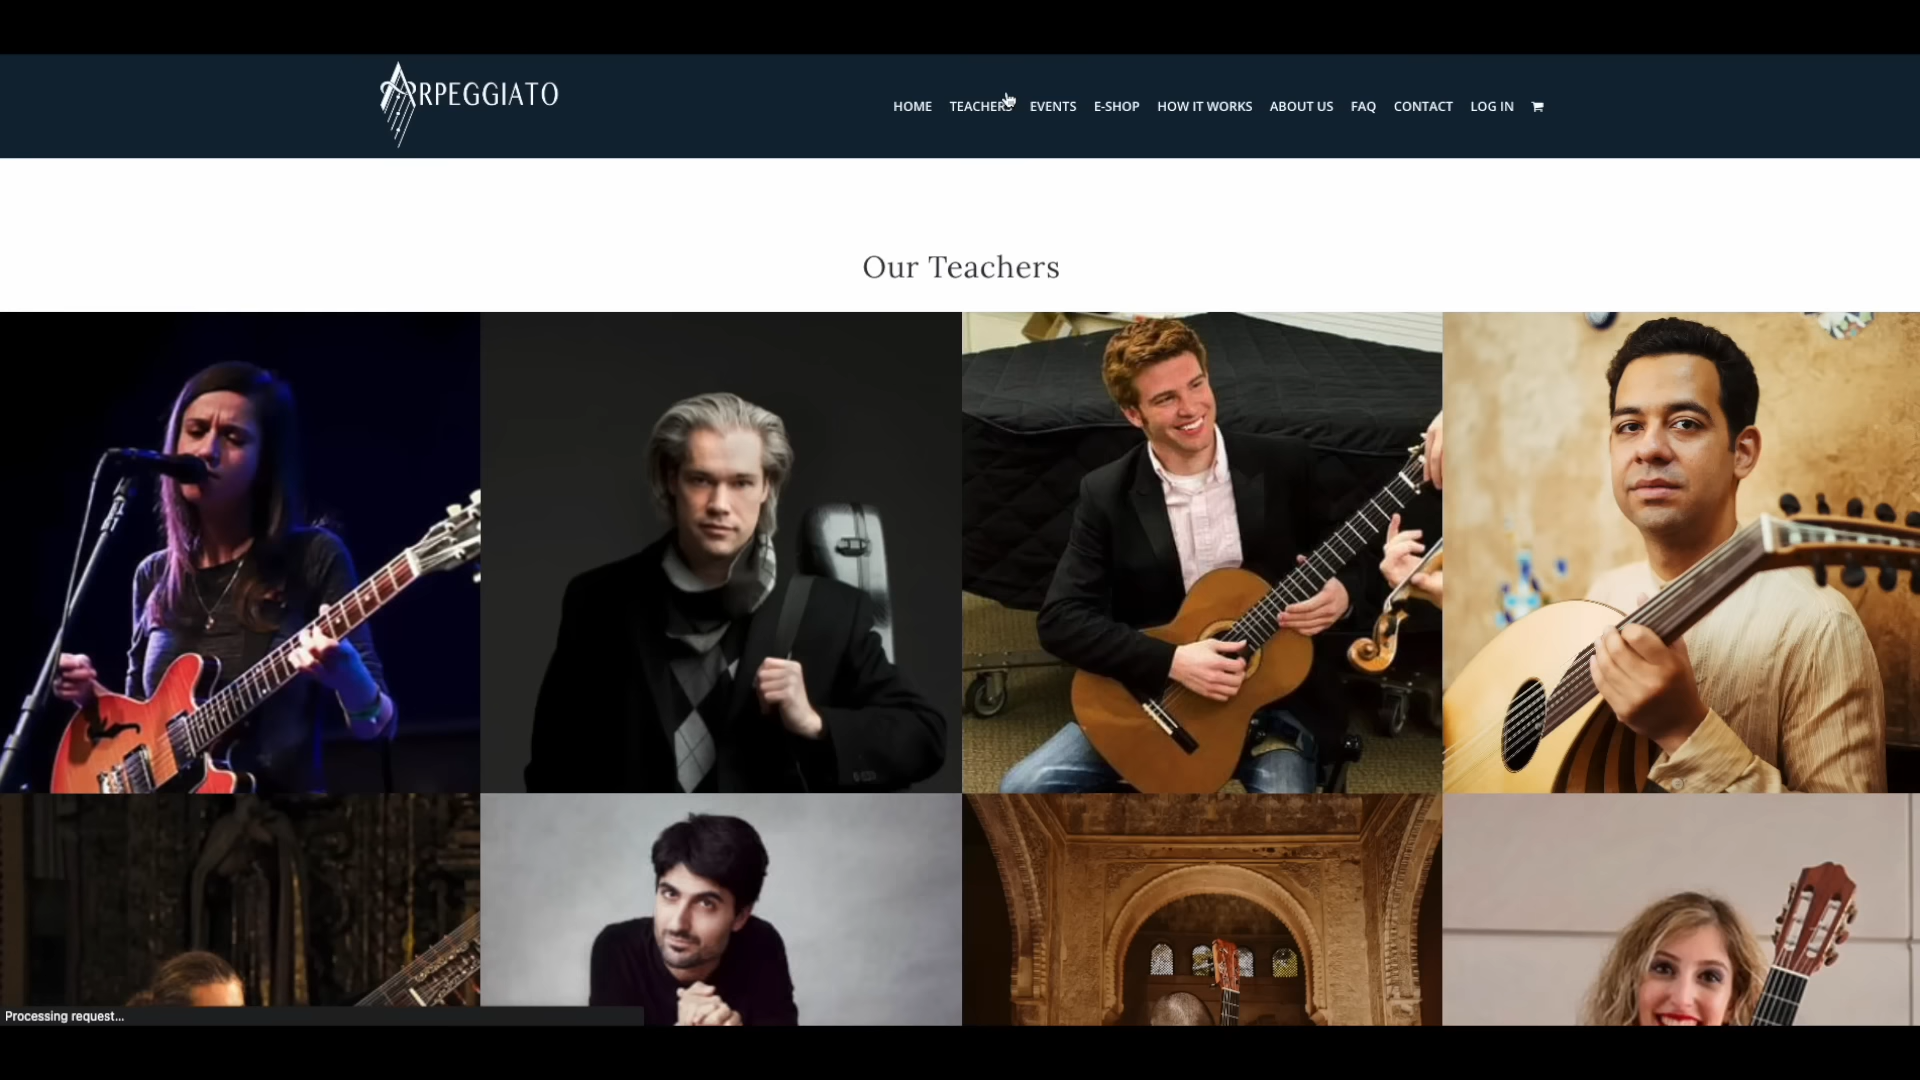 ARPEGGIATO
HOME TEACHERS EVENTS E-SHOP HOW IT WORKS ABOUT US FAQ CONTACT LOG IN
Our Teachers
Processing request...